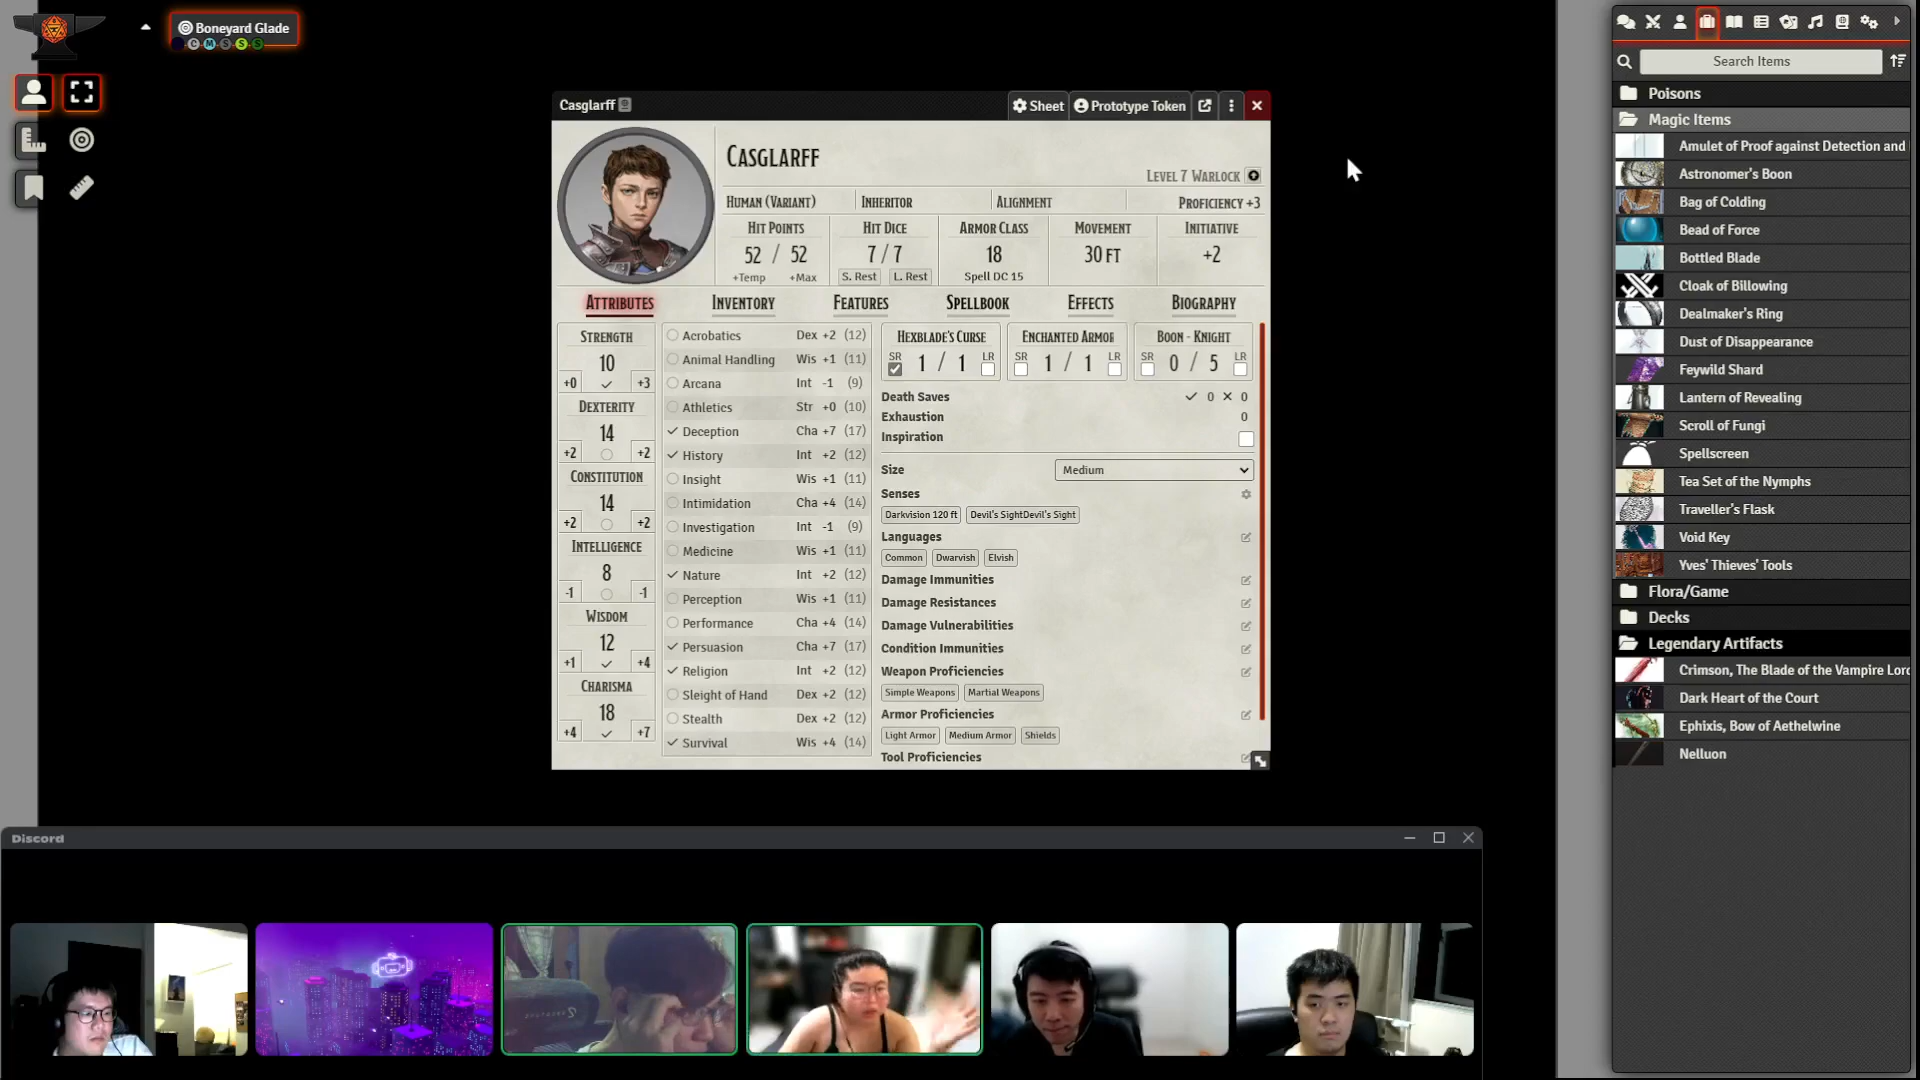 Boneyard Glade
C M S S S
Casglarff
Sheet
Prototype Token
Casglarff
Level 7 Warlock
Human (Variant)
Inheritor
Alignment
Proficiency +3
Hit Points
52 / 52
+Temp +Max
Hit Dice
7 / 7
S. Rest L. Rest
Armor Class
18
Spell DC 15
Movement
30 ft
Initiative
+2
Attributes
Inventory
Features
Spellbook
Effects
Biography
Strength
10
+0 +3
Dexterity
14
+2 +2
Constitution
14
+2 +2
Intelligence
8
-1 -1
Wisdom
12
+1 +4
Charisma
18
+4 +7
Acrobatics Dex +2 (12)
Animal Handling Wis +1 (11)
Arcana Int -1 (9)
Athletics Str +0 (10)
Deception Cha +7 (17)
History Int +2 (12)
Insight Wis +1 (11)
Intimidation Cha +4 (14)
Investigation Int -1 (9)
Medicine Wis +1 (11)
Nature Int +2 (12)
Perception Wis +1 (11)
Performance Cha +4 (14)
Persuasion Cha +7 (17)
Religion Int +2 (12)
Sleight of Hand Dex +2 (12)
Stealth Dex +2 (12)
Survival Wis +4 (14)
Hexblade's Curse
SR 1 / 1 LR
Enchanted Armor
SR 1 / 1 LR
Boon - Knight
SR 0 / 5 LR
Death Saves 0 0
Exhaustion 0
Inspiration
Size Medium
Senses
Darkvision 120 ft Devil's SightDevil's Sight
Languages
Common Dwarvish Elvish
Damage Immunities
Damage Resistances
Damage Vulnerabilities
Condition Immunities
Weapon Proficiencies
Simple Weapons Martial Weapons
Armor Proficiencies
Light Armor Medium Armor Shields
Tool Proficiencies
Search Items
Poisons
Magic Items
Amulet of Proof against Detection and
Astronomer's Boon
Bag of Colding
Bead of Force
Bottled Blade
Cloak of Billowing
Dealmaker's Ring
Dust of Disappearance
Feywild Shard
Lantern of Revealing
Scroll of Fungi
Spellscreen
Tea Set of the Nymphs
Traveller's Flask
Void Key
Yves' Thieves' Tools
Flora/Game
Decks
Legendary Artifacts
Crimson, The Blade of the Vampire Lord
Dark Heart of the Court
Ephixis, Bow of Aethelwine
Nelluon
Discord